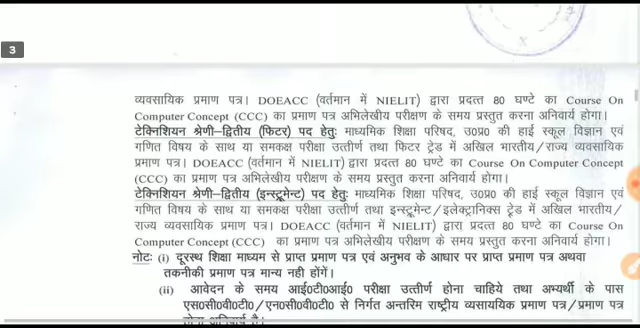 3
व्यवसायिक प्रमाण पत्र। DOEACC (वर्तमान में NIELIT) द्वारा प्रदत्त 80 घण्टे का Course On
Computer Concept (CCC) का प्रमाण पत्र अभिलेखीय परीक्षण के समय प्रस्तुत करना अनिवार्य होगा।
टेक्निशियन श्रेणी–द्वितीय (फिटर) पद हेतुः माध्यमिक शिक्षा परिषद, उ0प्र0 की हाई स्कूल विज्ञान एवं
गणित विषय के साथ या समकक्ष परीक्षा उत्तीर्ण तथा फिटर ट्रेड में अखिल भारतीय/राज्य व्यवसायिक
प्रमाण पत्र। DOEACC (वर्तमान में NIELIT) द्वारा प्रदत्त 80 घण्टे का Course On Computer Concept
(CCC) का प्रमाण पत्र अभिलेखीय परीक्षण के समय प्रस्तुत करना अनिवार्य होगा।
टेक्निशियन श्रेणी–द्वितीय (इन्स्ट्रूमेन्ट) पद हेतुः माध्यमिक शिक्षा परिषद, उ0प्र0 की हाई स्कूल विज्ञान एवं
गणित विषय के साथ या समकक्ष परीक्षा उत्तीर्ण तथा इन्स्ट्रूमेन्ट/इलेक्ट्रानिक्स ट्रेड में अखिल भारतीय/
राज्य व्यवसायिक प्रमाण पत्र। DOEACC (वर्तमान में NIELIT) द्वारा प्रदत्त 80 घण्टे का Course On
Computer Concept (CCC) का प्रमाण पत्र अभिलेखीय परीक्षण के समय प्रस्तुत करना अनिवार्य होगा।
नोटः (i) दूरस्थ शिक्षा माध्यम से प्राप्त प्रमाण पत्र एवं अनुभव के आधार पर प्राप्त प्रमाण पत्र अथवा
तकनीकी प्रमाण पत्र मान्य नही होंगें।
(ii) आवेदन के समय आई0टी0आई0 परीक्षा उत्तीर्ण होना चाहिये तथा अभ्यर्थी के पास
एस0सी0वी0टी0/एन0सी0वी0टी0 से निर्गत अन्तरिम राष्ट्रीय व्यसाययिक प्रमाण पत्र/प्रमाण पत्र